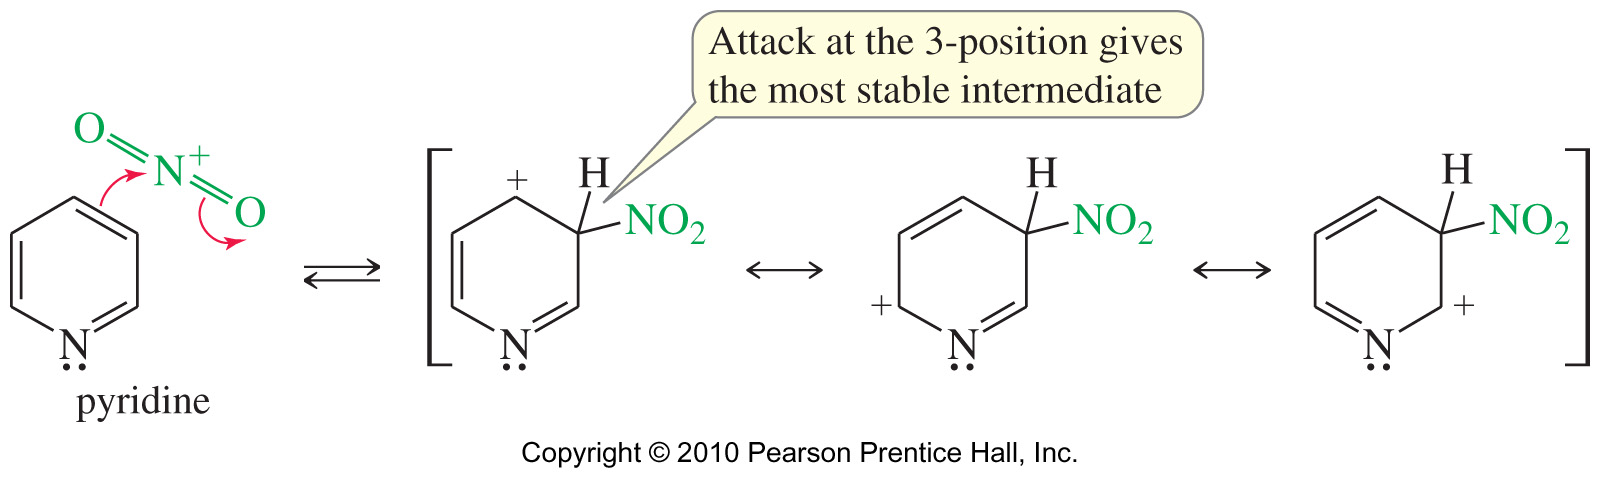 Attack at the 3-position gives
the most stable intermediate
O
N+
O
N
pyridine
+
H
NO2
N
H
NO2
+
N
H
NO2
+
N
Copyright © 2010 Pearson Prentice Hall, Inc.